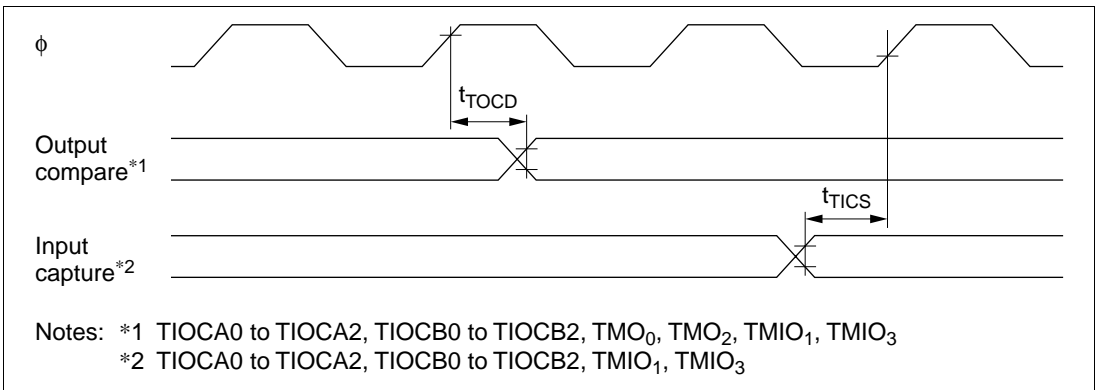 ϕ
tTOCD
Output
compare*1
tTICS
Input
capture*2
Notes: *1 TIOCA0 to TIOCA2, TIOCB0 to TIOCB2, TMO0, TMO2, TMIO1, TMIO3
*2 TIOCA0 to TIOCA2, TIOCB0 to TIOCB2, TMIO1, TMIO3